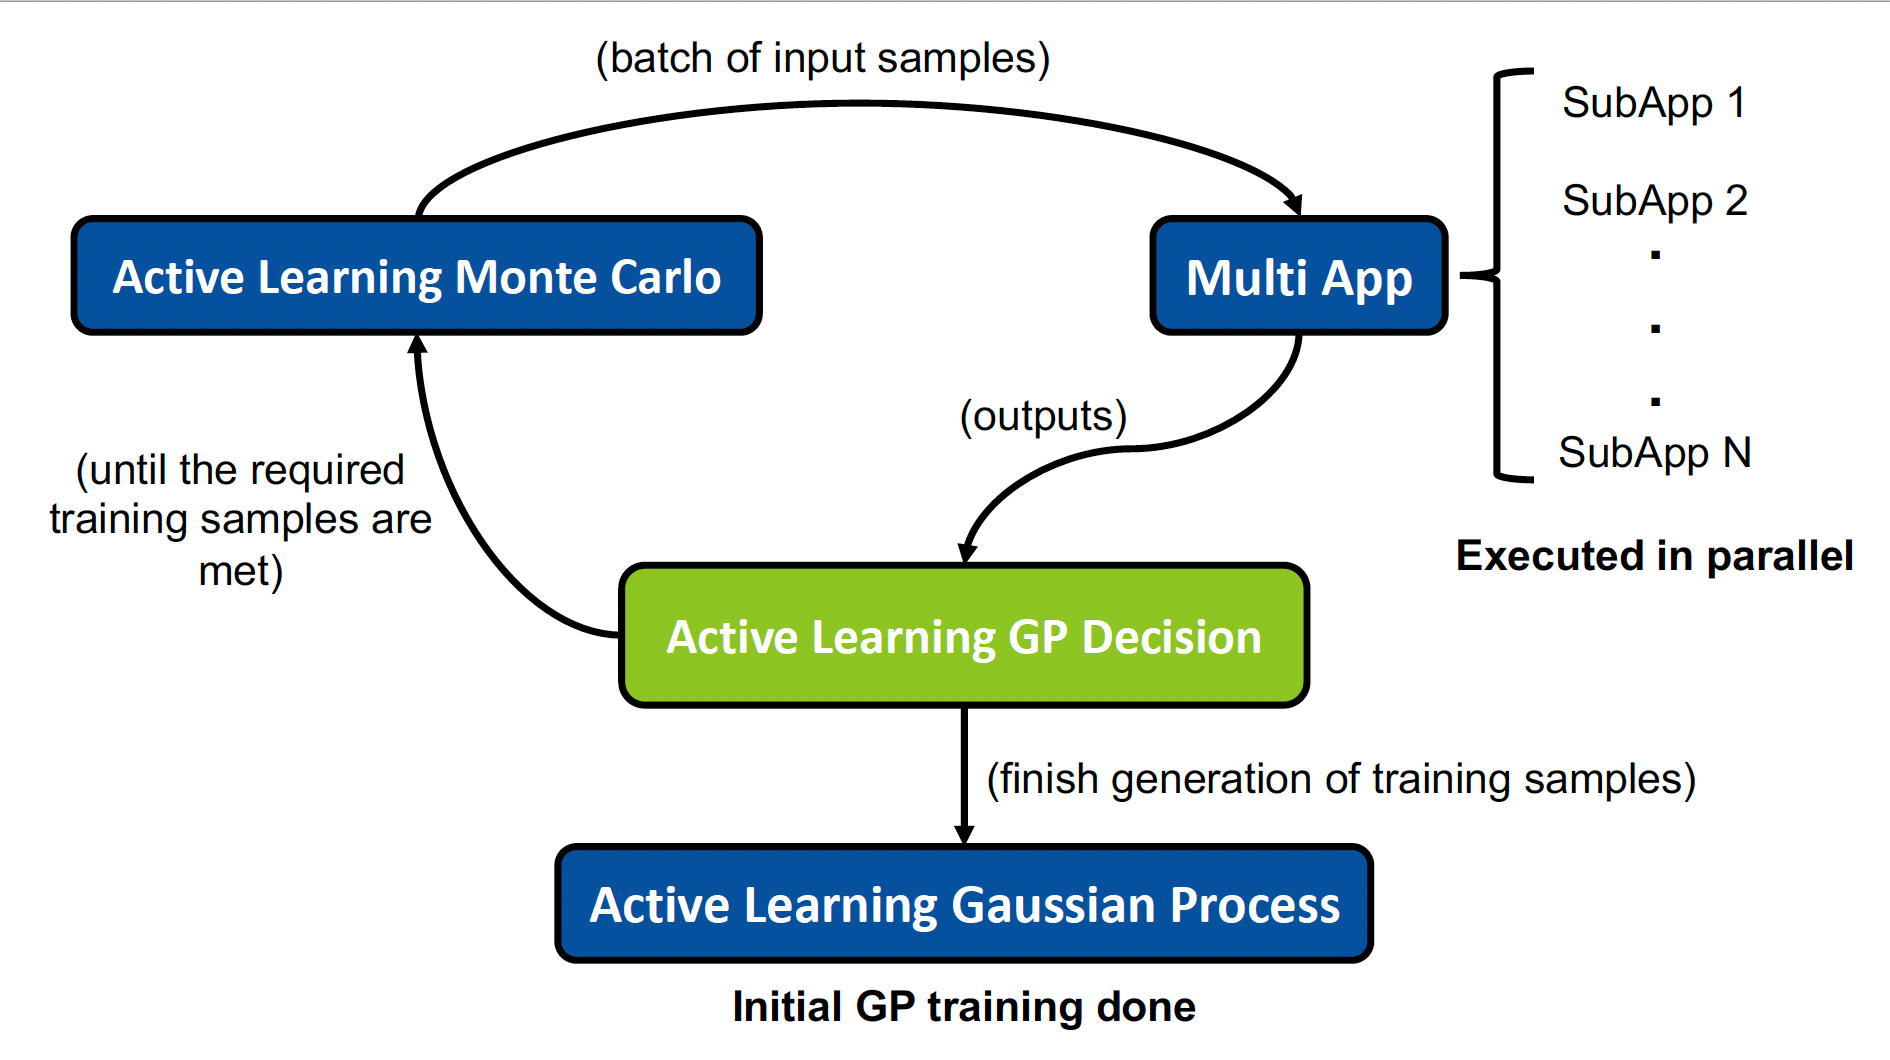 (batch of input samples)
SubApp 1
SubApp 2
.
.
.
SubApp N
Executed in parallel
Active Learning Monte Carlo
Multi App
(outputs)
(until the required
training samples are
met)
Active Learning GP Decision
(finish generation of training samples)
Active Learning Gaussian Process
Initial GP training done